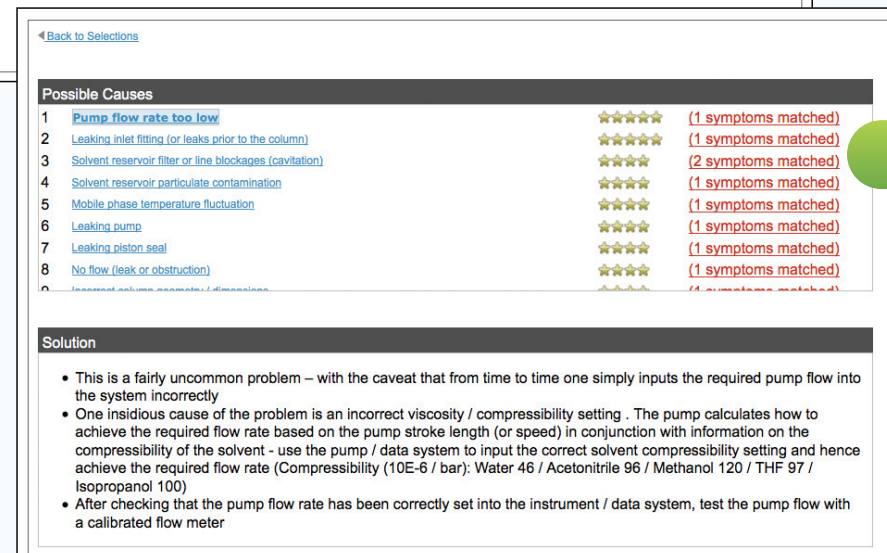 Back to Selections
Possible Causes
1 Pump flow rate too low (1 symptoms matched)
2 Leaking inlet fitting (or leaks prior to the column) (1 symptoms matched)
3 Solvent reservoir filter or line blockages (cavitation) (2 symptoms matched)
4 Solvent reservoir particulate contamination (1 symptoms matched)
5 Mobile phase temperature fluctuation (1 symptoms matched)
6 Leaking pump (1 symptoms matched)
7 Leaking piston seal (1 symptoms matched)
8 No flow (leak or obstruction) (1 symptoms matched)
9 Incorrect column geometry / dimensions (1 symptoms matched)
Solution
• This is a fairly uncommon problem – with the caveat that from time to time one simply inputs the required pump flow into
the system incorrectly
• One insidious cause of the problem is an incorrect viscosity / compressibility setting . The pump calculates how to
achieve the required flow rate based on the pump stroke length (or speed) in conjunction with information on the
compressibility of the solvent - use the pump / data system to input the correct solvent compressibility setting and hence
achieve the required flow rate (Compressibility (10E-6 / bar): Water 46 / Acetonitrile 96 / Methanol 120 / THF 97 /
Isopropanol 100)
• After checking that the pump flow rate has been correctly set into the instrument / data system, test the pump flow with
a calibrated flow meter